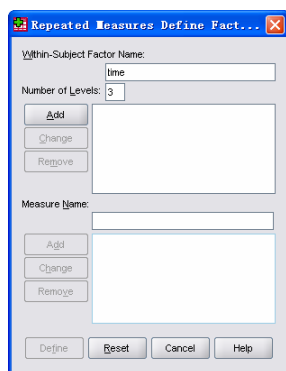 Repeated Measures Define Fact...
Within-Subject Factor Name:
time
Number of Levels: 3
Add
Change
Remove
Measure Name:
Add
Change
Remove
Define Reset Cancel Help